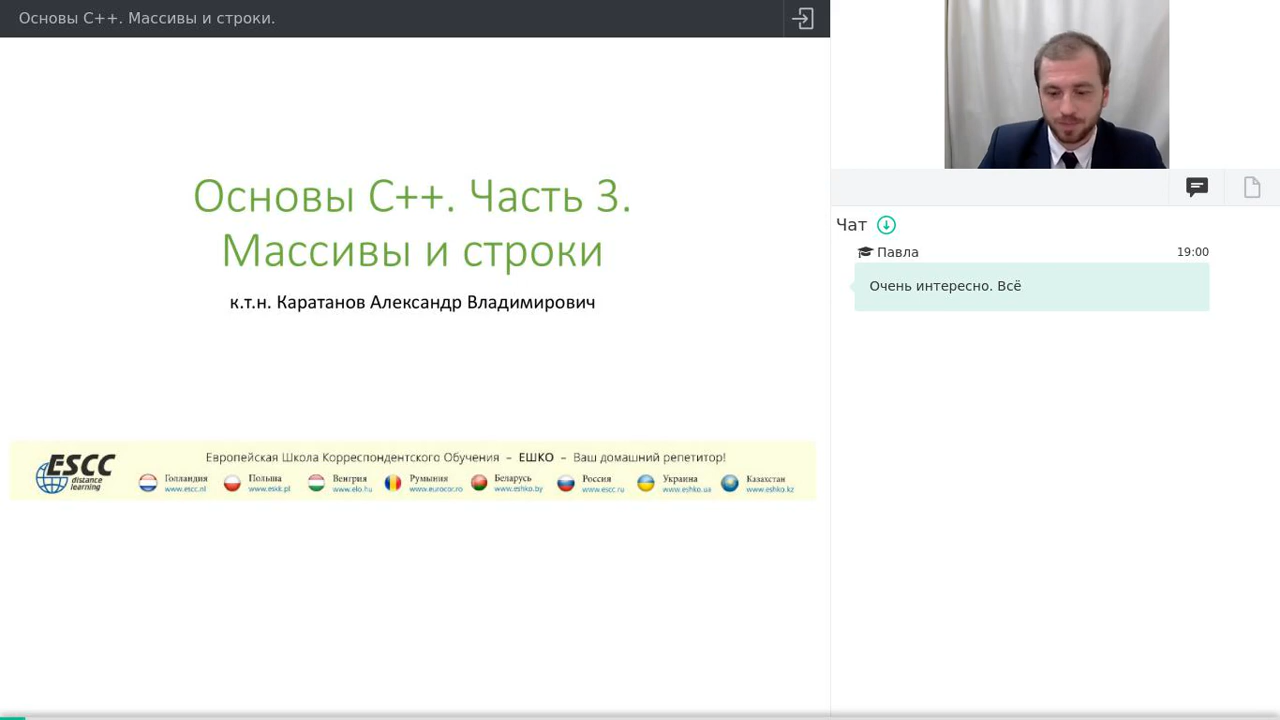 Основы C++. Массивы и строки.
Основы C++. Часть 3.
Массивы и строки
к.т.н. Каратанов Александр Владимирович
ESCC
distance
learning
Европейская Школа Корреспондентского Обучения – ЕШКО – Ваш домашний репетитор!
Голландия Польша Венгрия Румыния Беларусь Россия Украина Казахстан
www.escc.nl www.eskk.pl www.elo.hu www.eurocor.ro www.eshko.by www.escc.ru www.eshko.ua www.eshko.kz
Чат
Павла 19:00
Очень интересно. Всё